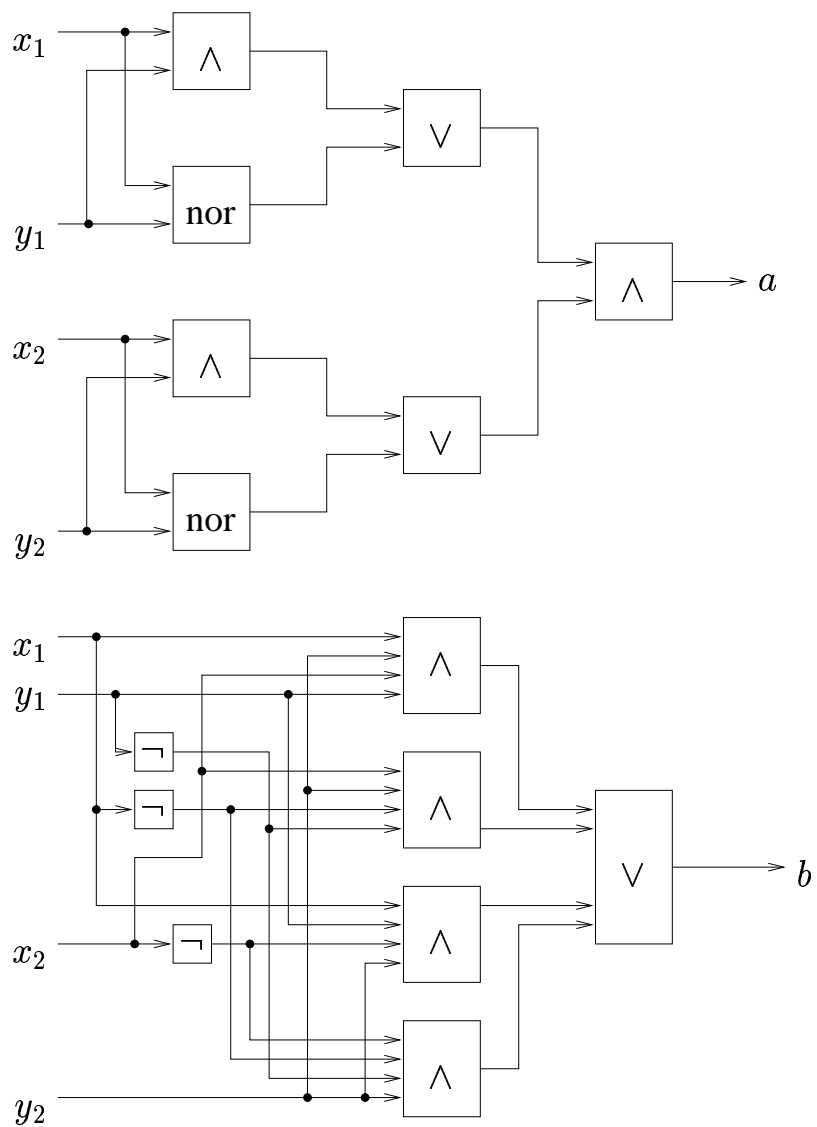 x₁
∧
∨
nor
y₁
∧
a
x₂
∧
∨
nor
y₂
x₁
∧
y₁
¬
¬
∧
∨
b
x₂
¬
∧
∧
y₂